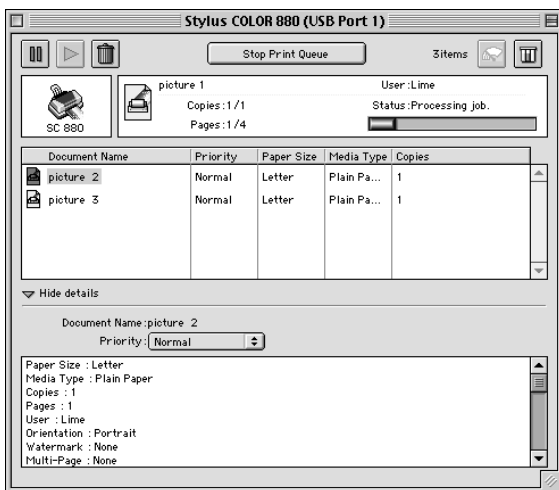 Stylus COLOR 880 (USB Port 1)
Stop Print Queue
3items
SC 880
picture 1
User:Lime
Copies:1/1
Status:Processing job.
Pages:1/4
Document Name Priority Paper Size Media Type Copies
picture 2 Normal Letter Plain Pa... 1
picture 3 Normal Letter Plain Pa... 1
Hide details
Document Name:picture 2
Priority: Normal
Paper Size : Letter
Media Type : Plain Paper
Copies : 1
Pages : 1
User : Lime
Orientation : Portrait
Watermark : None
Multi-Page : None